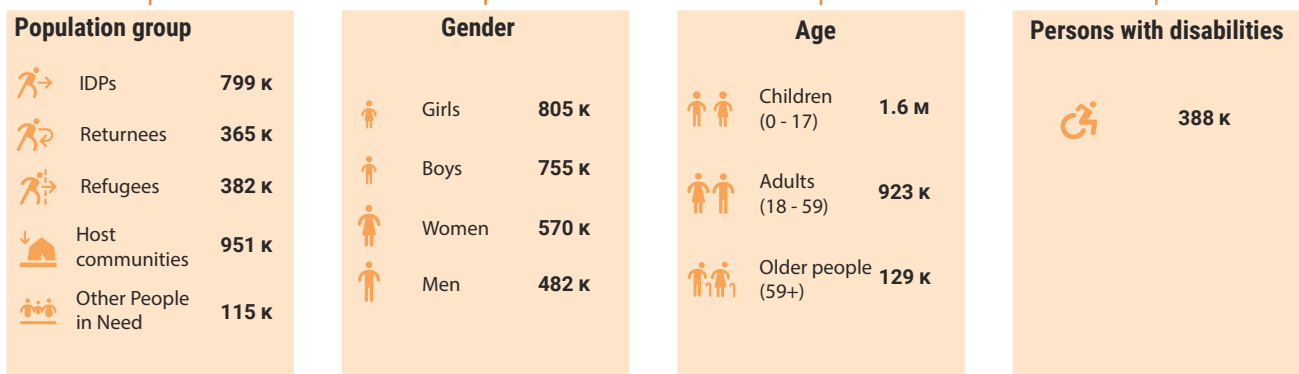 Population group
IDPs 799 K
Returnees 365 K
Refugees 382 K
Host
communities 951 K
Other People
in Need 115 K
Gender
Girls 805 K
Boys 755 K
Women 570 K
Men 482 K
Age
Children
(0 - 17) 1.6 M
Adults
(18 - 59) 923 K
Older people
(59+) 129 K
Persons with disabilities
388 K